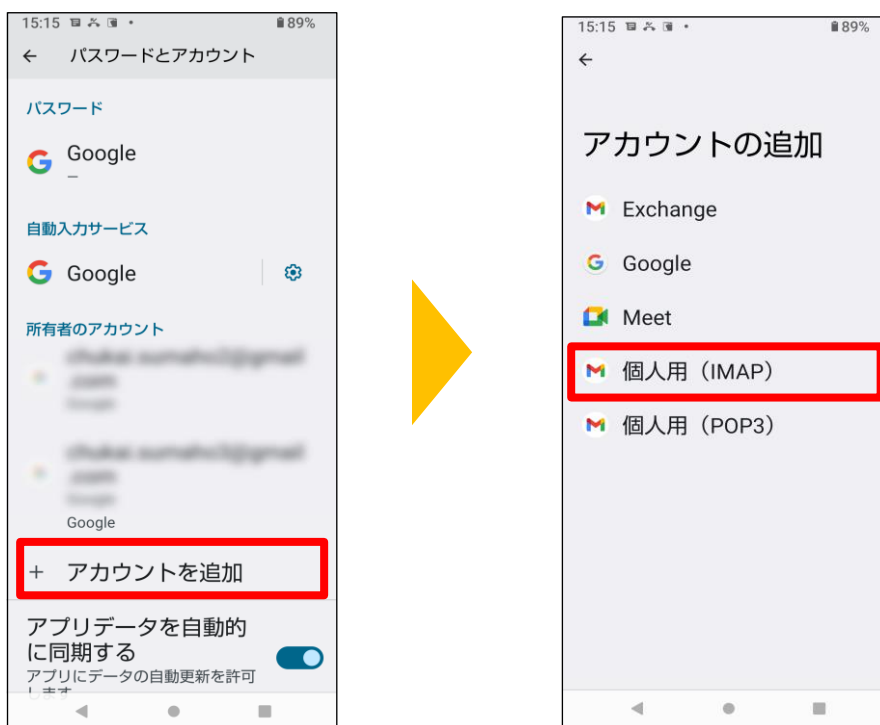 15:15
89%
パスワードとアカウント
パスワード
Google
自動入力サービス
Google
所有者のアカウント
Google
+ アカウントを追加
アプリデータを自動的
に同期する
アプリにデータの自動更新を許可
します
15:15
89%
アカウントの追加
Exchange
Google
Meet
個人用（IMAP）
個人用（POP3）